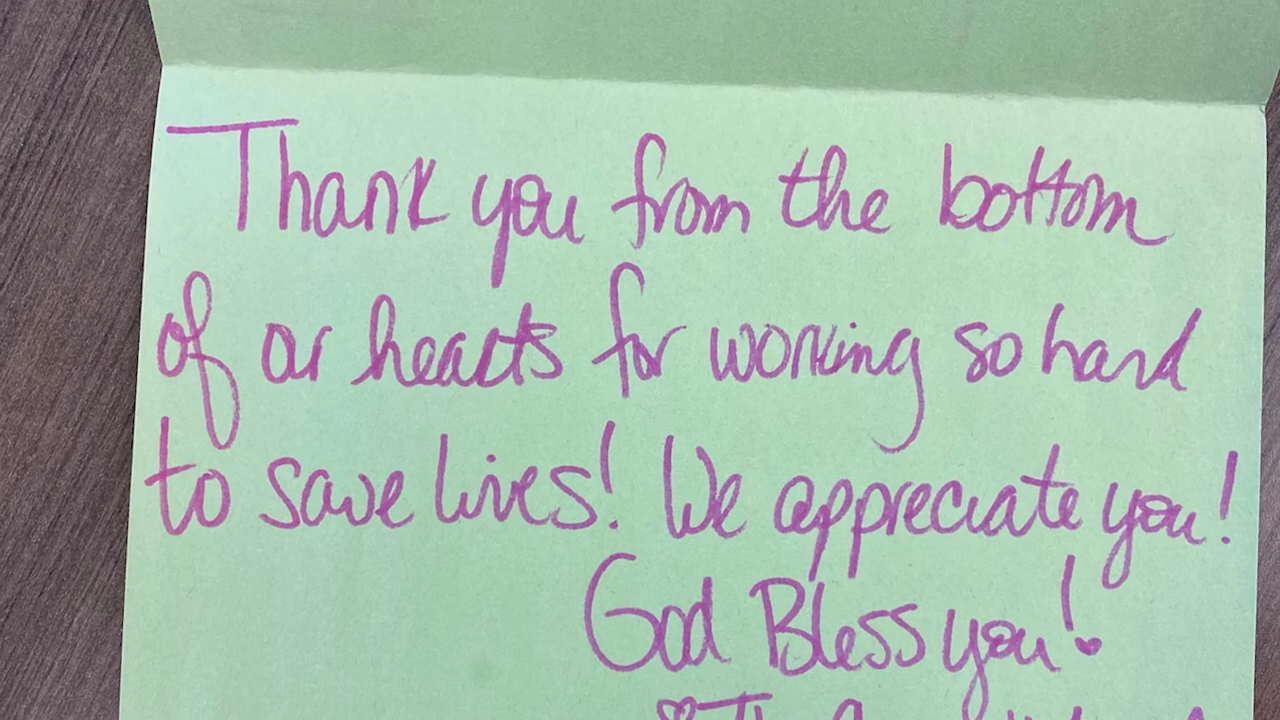 Thank you from the bottom
of our hearts for working so hard
to save lives! We appreciate you!
God Bless you!